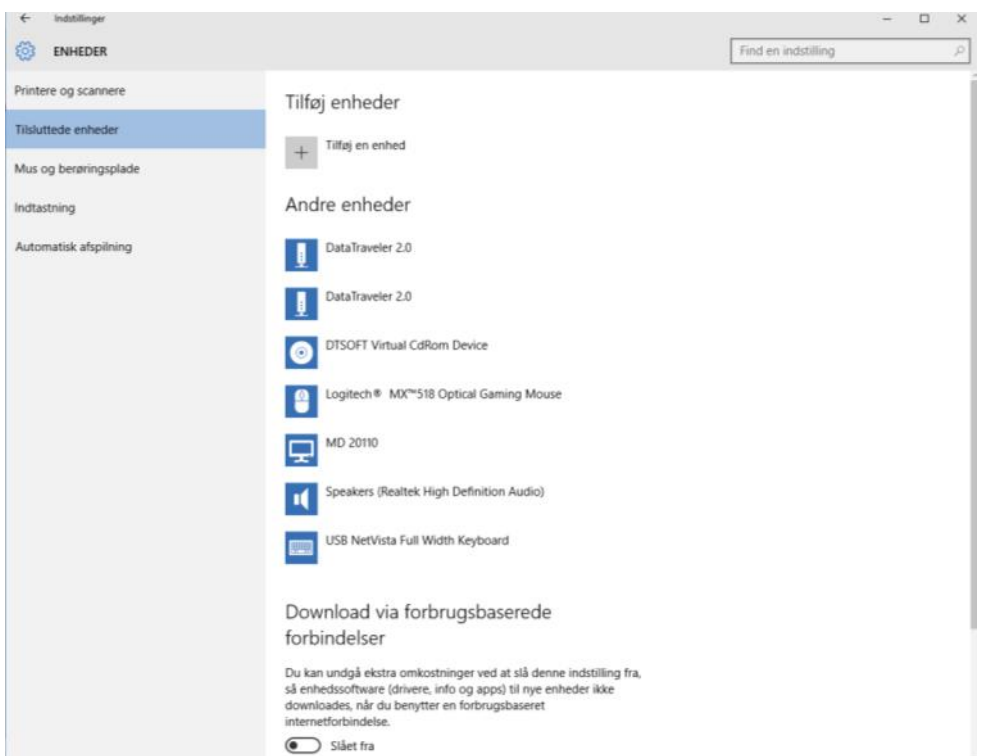 Indstillinger
ENHEDER
Find en indstilling
Printere og scannere
Tilsluttede enheder
Mus og berøringsplade
Indtastning
Automatisk afspilning
Tilføj enheder
Tilføj en enhed
Andre enheder
DataTraveler 2.0
DataTraveler 2.0
DTSOFT Virtual CdRom Device
Logitech® MX™518 Optical Gaming Mouse
MD 20110
Speakers (Realtek High Definition Audio)
USB NetVista Full Width Keyboard
Download via forbrugsbaserede
forbindelser
Du kan undgå ekstra omkostninger ved at slå denne indstilling fra,
så enhedssoftware (drivere, info og apps) til nye enheder ikke
downloades, når du benytter en forbrugsbaseret
internetforbindelse.
Slået fra